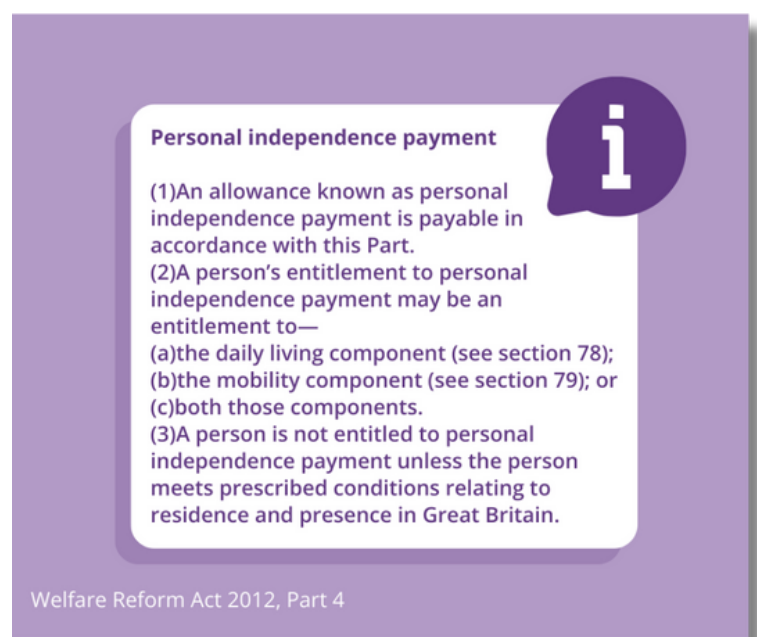 Personal independence payment
i
(1)An allowance known as personal
independence payment is payable in
accordance with this Part.
(2)A person’s entitlement to personal
independence payment may be an
entitlement to—
(a)the daily living component (see section 78);
(b)the mobility component (see section 79); or
(c)both those components.
(3)A person is not entitled to personal
independence payment unless the person
meets prescribed conditions relating to
residence and presence in Great Britain.
Welfare Reform Act 2012, Part 4